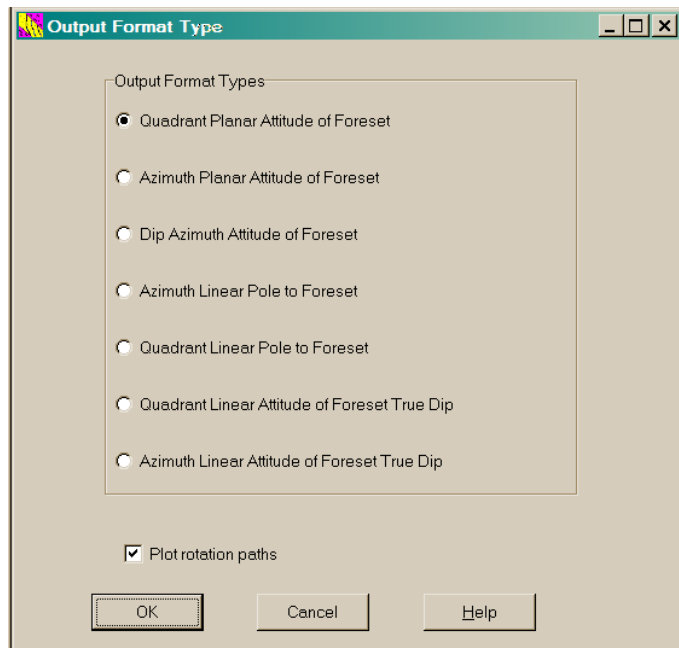 Output Format Type
Output Format Types
Quadrant Planar Attitude of Foreset
Azimuth Planar Attitude of Foreset
Dip Azimuth Attitude of Foreset
Azimuth Linear Pole to Foreset
Quadrant Linear Pole to Foreset
Quadrant Linear Attitude of Foreset True Dip
Azimuth Linear Attitude of Foreset True Dip
Plot rotation paths
OK Cancel Help